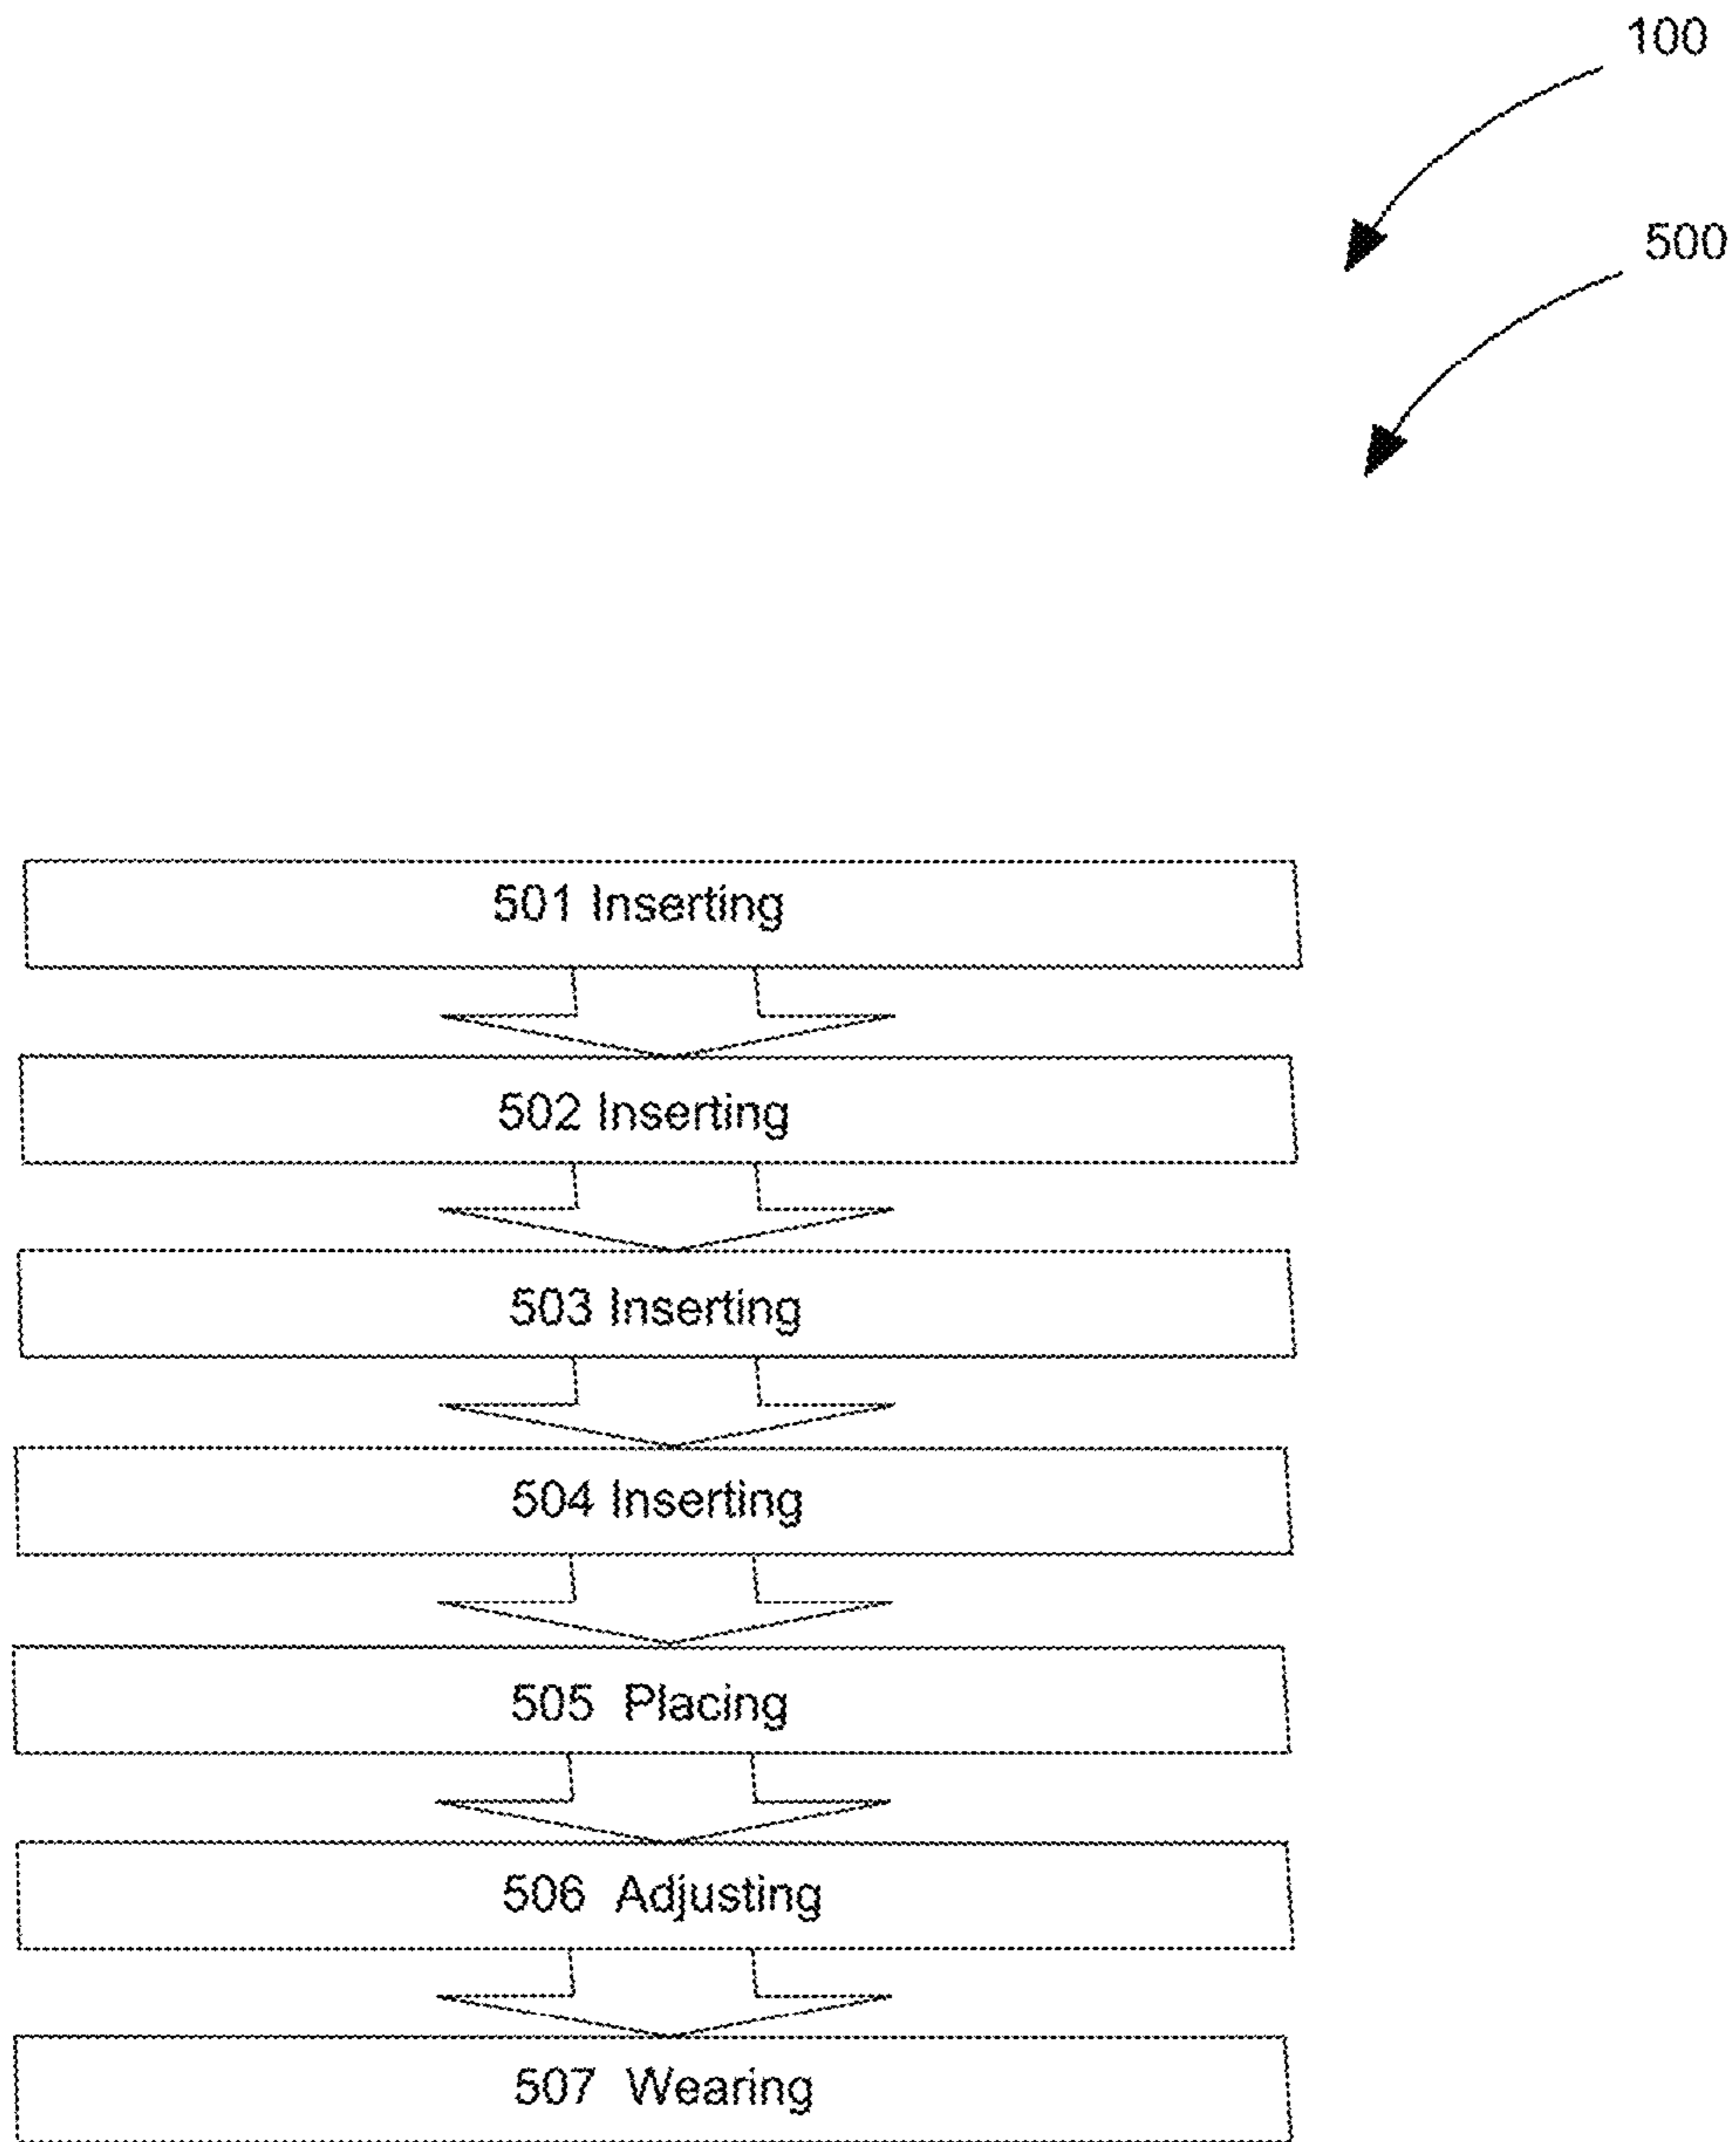 100
500
501 Inserting
502 Inserting
503 Inserting
504 Inserting
505 Placing
506 Adjusting
507 Wearing